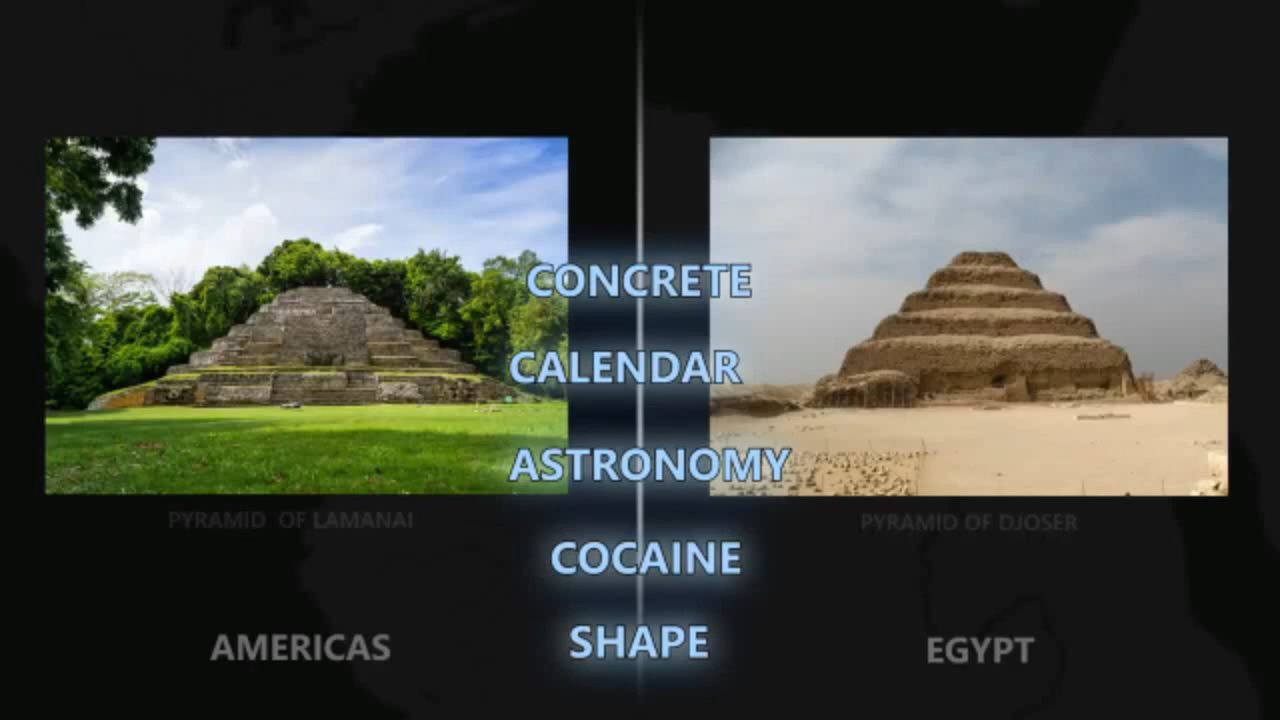 CONCRETE
CALENDAR
ASTRONOMY
PYRAMID OF LAMANAI
PYRAMID OF DJOSER
COCAINE
SHAPE
AMERICAS
EGYPT